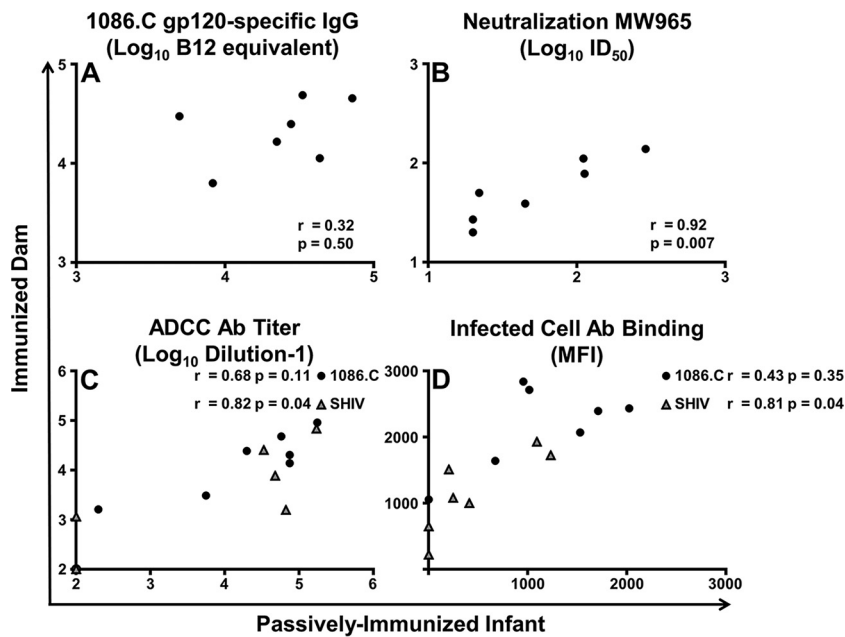 1086.C gp120-specific IgG
(Log10 B12 equivalent)
Neutralization MW965
(Log10 ID50)
A
5
4
3
3 4 5
r = 0.32
p = 0.50
B
3
2
1
1 2 3
r = 0.92
p = 0.007
Immunized Dam
ADCC Ab Titer
(Log10 Dilution-1)
Infected Cell Ab Binding
(MFI)
C
r = 0.68 p = 0.11 1086.C
r = 0.82 p = 0.04 SHIV
6
5
4
3
2
2 3 4 5 6
D
1086.C r = 0.43 p = 0.35
SHIV r = 0.81 p = 0.04
3000
2000
1000
1000 2000 3000
Passively-Immunized Infant